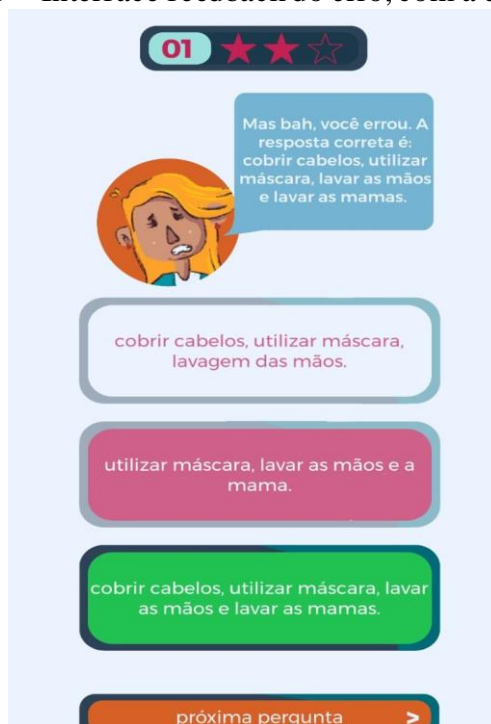 01
Mas bah, você errou. A
resposta correta é:
cobrir cabelos, utilizar
máscara, lavar as mãos
e lavar as mamas.
cobrir cabelos, utilizar máscara,
lavagem das mãos.
utilizar máscara, lavar as mãos e a
mama.
cobrir cabelos, utilizar máscara, lavar
as mãos e lavar as mamas.
próxima pergunta >